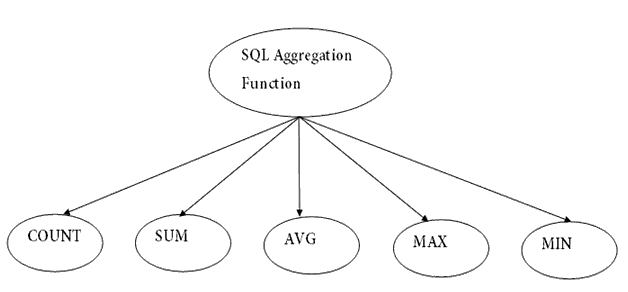 SQL Aggregation
Function
COUNT
SUM
AVG
MAX
MIN